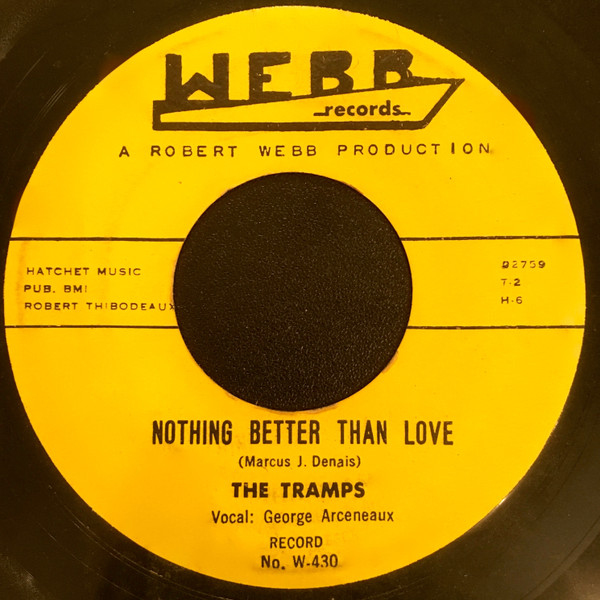 WEBB
records
A ROBERT WEBB PRODUCTION
HATCHET MUSIC
PUB. BMI
ROBERT THIBODEAUX
B2759
T-2
H-6
NOTHING BETTER THAN LOVE
(Marcus J. Denais)
THE TRAMPS
Vocal: George Arceneaux
RECORD
No. W-430